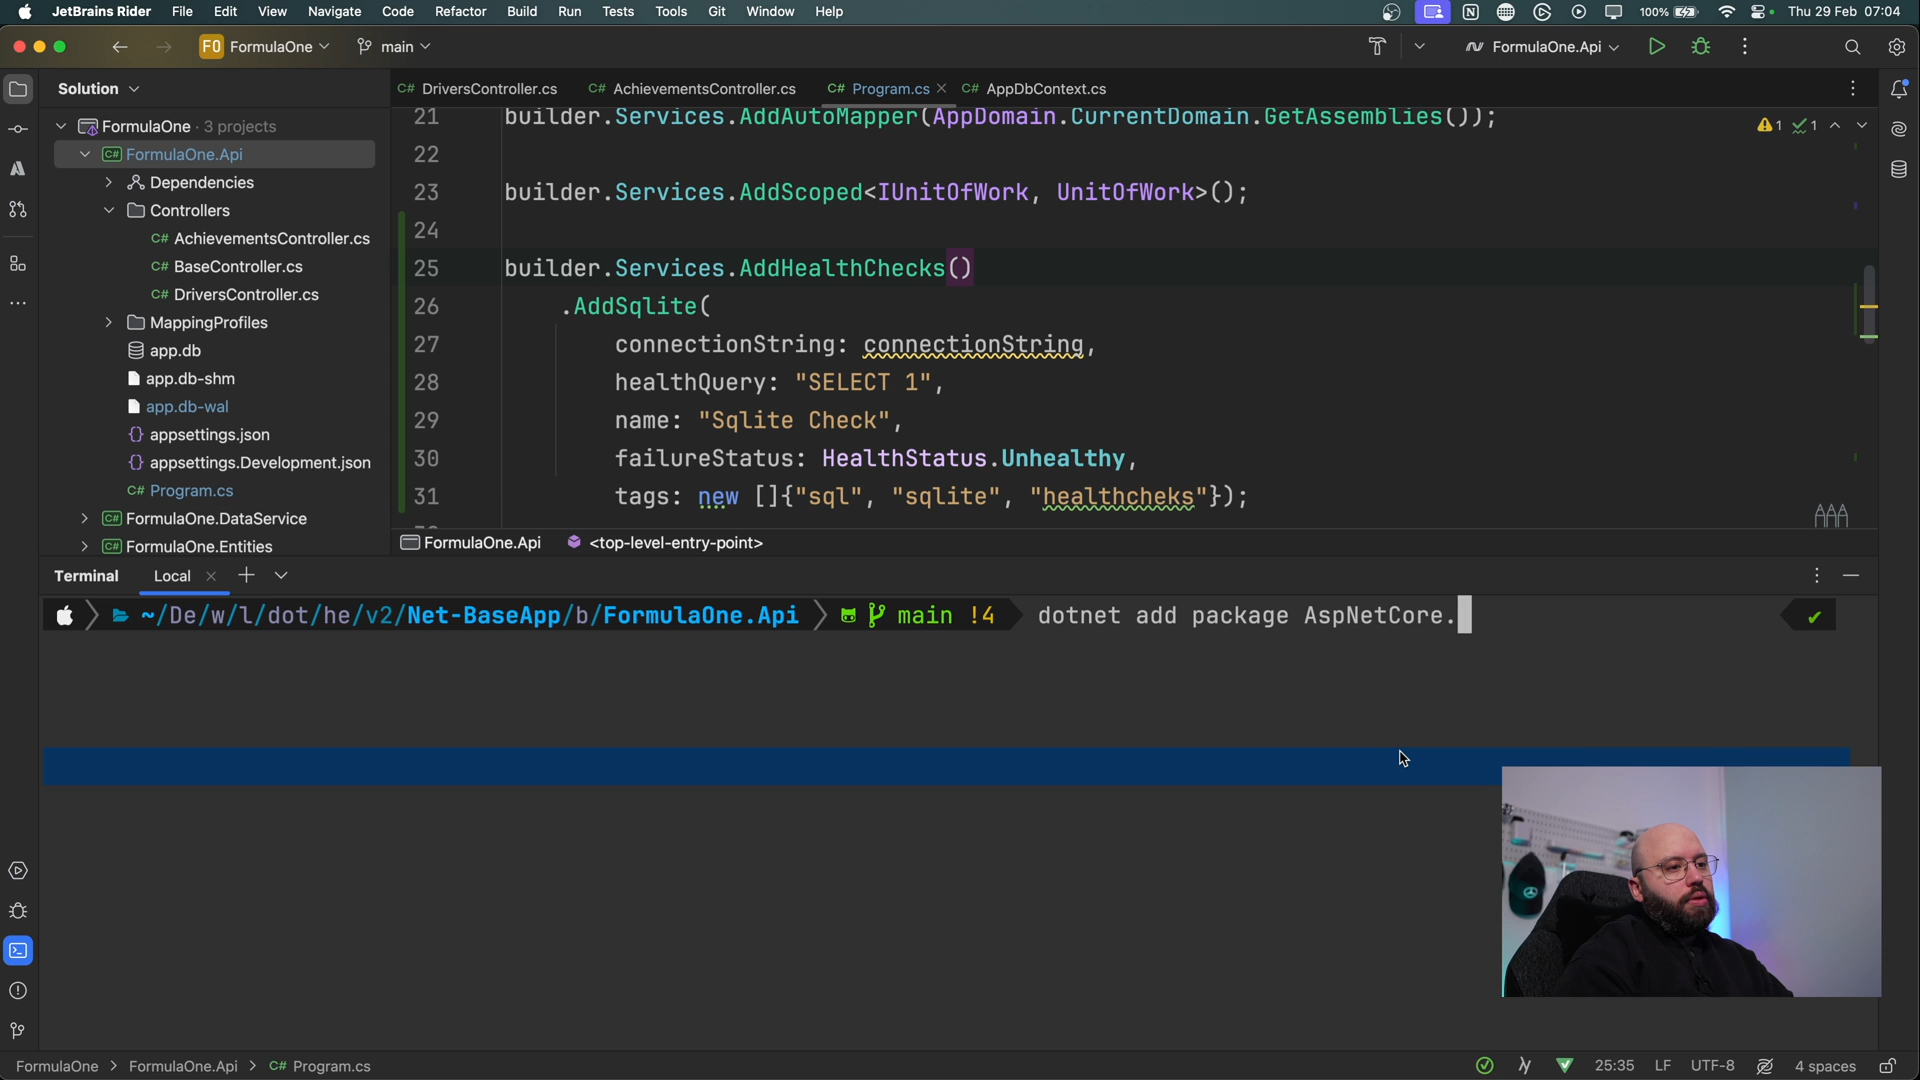 JetBrains Rider File Edit View Navigate Code Refactor Build Run Tests Tools Git Window Help 100% Thu 29 Feb 07:04
FO FormulaOne main FormulaOne.Api
Solution
FormulaOne · 3 projects
C# FormulaOne.Api
Dependencies
Controllers
C# AchievementsController.cs
C# BaseController.cs
C# DriversController.cs
MappingProfiles
app.db
app.db-shm
app.db-wal
{} appsettings.json
{} appsettings.Development.json
C# Program.cs
C# FormulaOne.DataService
C# FormulaOne.Entities
C# DriversController.cs C# AchievementsController.cs C# Program.cs C# AppDbContext.cs
1 1
21 builder.Services.AddAutoMapper(AppDomain.CurrentDomain.GetAssemblies());
22
23 builder.Services.AddScoped<IUnitOfWork, UnitOfWork>();
24
25 builder.Services.AddHealthChecks()
26 .AddSqlite(
27 connectionString: connectionString,
28 healthQuery: "SELECT 1",
29 name: "Sqlite Check",
30 failureStatus: HealthStatus.Unhealthy,
31 tags: new []{"sql", "sqlite", "healthcheks"});
FormulaOne.Api <top-level-entry-point>
Terminal Local
~/De/w/l/dot/he/v2/Net-BaseApp/b/FormulaOne.Api main !4 dotnet add package AspNetCore.
FormulaOne > FormulaOne.Api > C# Program.cs 25:35 LF UTF-8 4 spaces